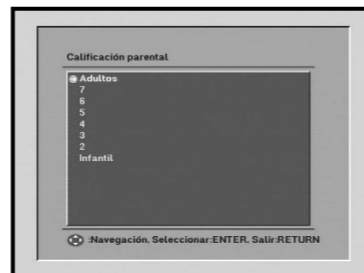 Calificación parental
Adultos
7
6
5
4
3
2
Infantil
:Navegación, Seleccionar:ENTER, Salir:RETURN